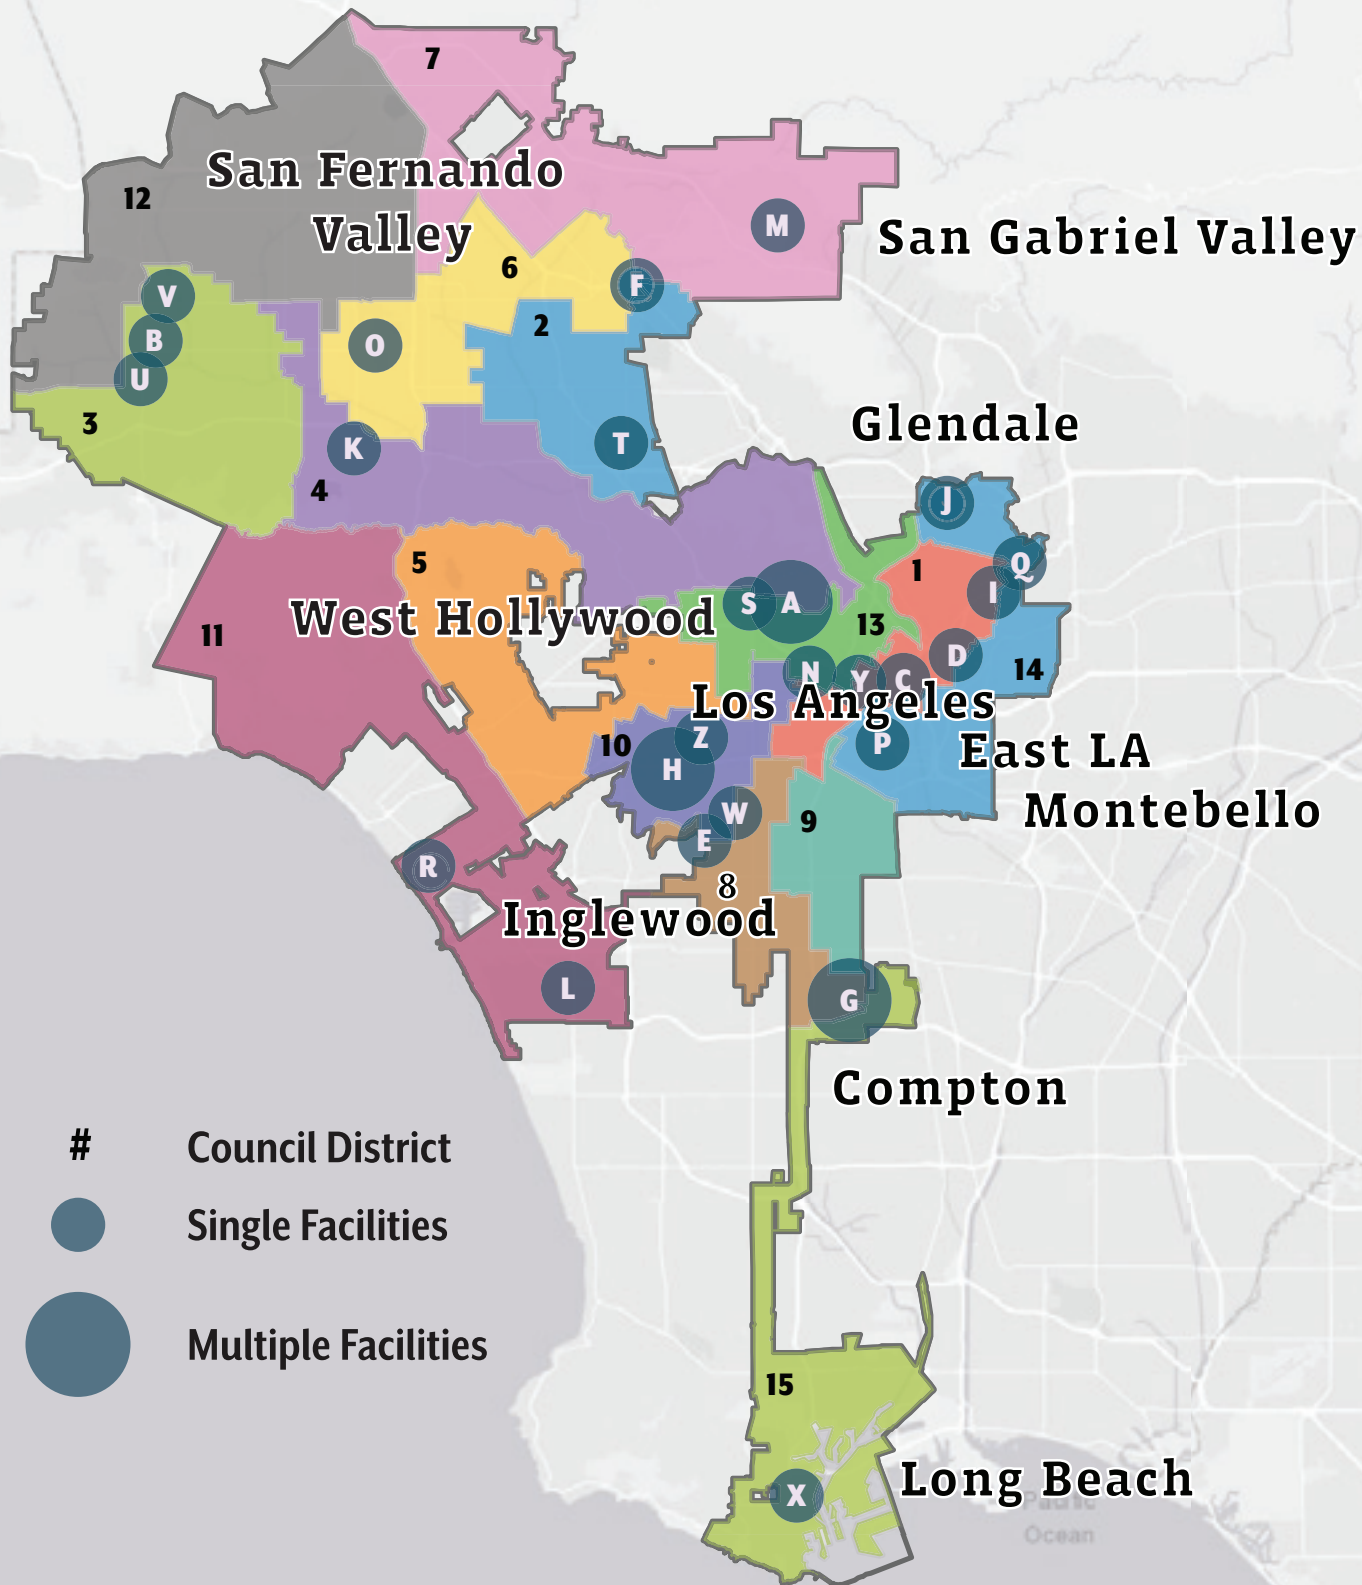 7
San Fernando
12
Valley
M
San Gabriel Valley
6
F
V
2
B
O
U
3
T
K
4
Glendale
J
5
1
Q
I
S
A
West Hollywood
13
11
D
14
N
Y
C
Los Angeles
10
Z
P
East LA
H
W
9
Montebello
E
R
8
Inglewood
L
G
Compton
# Council District
Single Facilities
Multiple Facilities
15
X
Long Beach
Pacific
Ocean